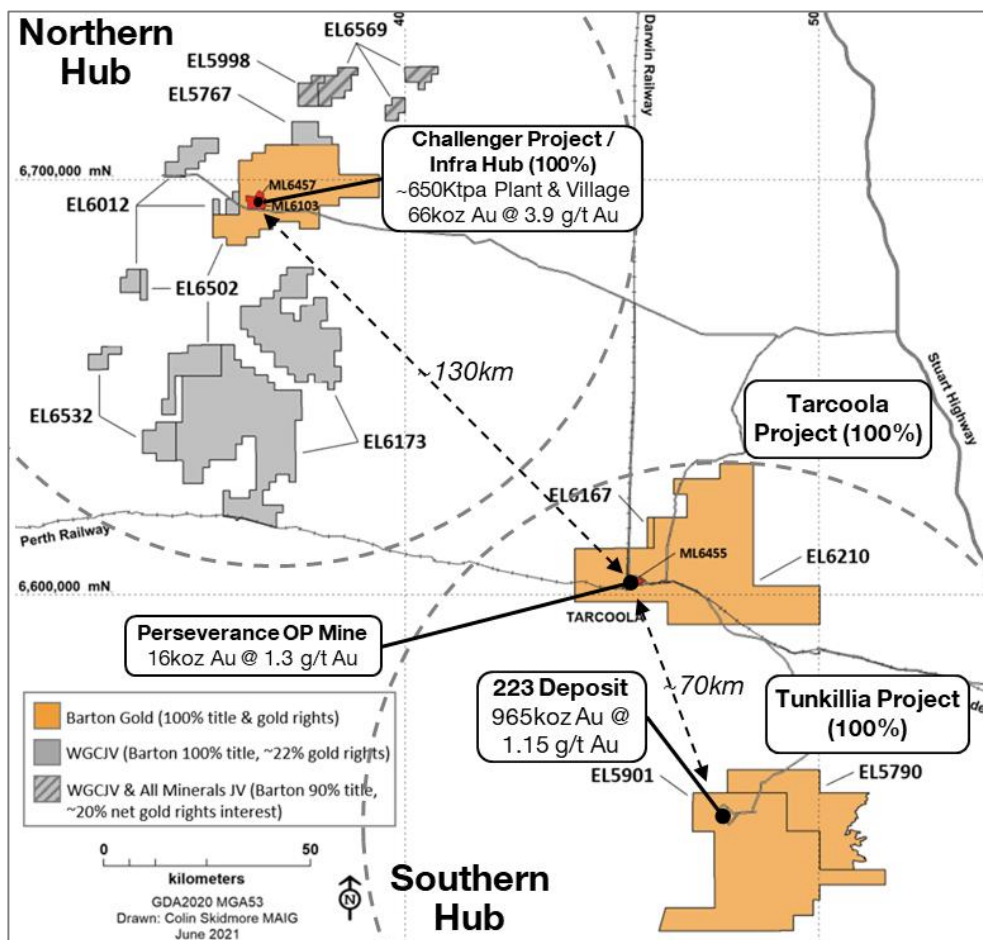 Northern
Hub
40
50
EL6569
EL5998
EL5767
Darwin Railway
6,700,000 mN
Challenger Project /
Infra Hub (100%)
~650Ktpa Plant & Village
66koz Au @ 3.9 g/t Au
ML6457
ML6103
EL6012
EL6502
~130km
Stuart Highway
EL6532
EL6173
Tarcoola
Project (100%)
EL6167
Perth Railway
ML6455
EL6210
6,600,000 mN
TARCOOLA
Perseverance OP Mine
16koz Au @ 1.3 g/t Au
~70km
223 Deposit
965koz Au @
1.15 g/t Au
Tunkillia Project
(100%)
EL5901
EL5790
Barton Gold (100% title & gold rights)
WGCJV (Barton 100% title, ~22% gold rights)
WGCJV & All Minerals JV (Barton 90% title,
~20% net gold rights interest)
0
50
kilometers
GDA2020 MGA53
Drawn: Colin Skidmore MAIG
June 2021
N
Southern
Hub